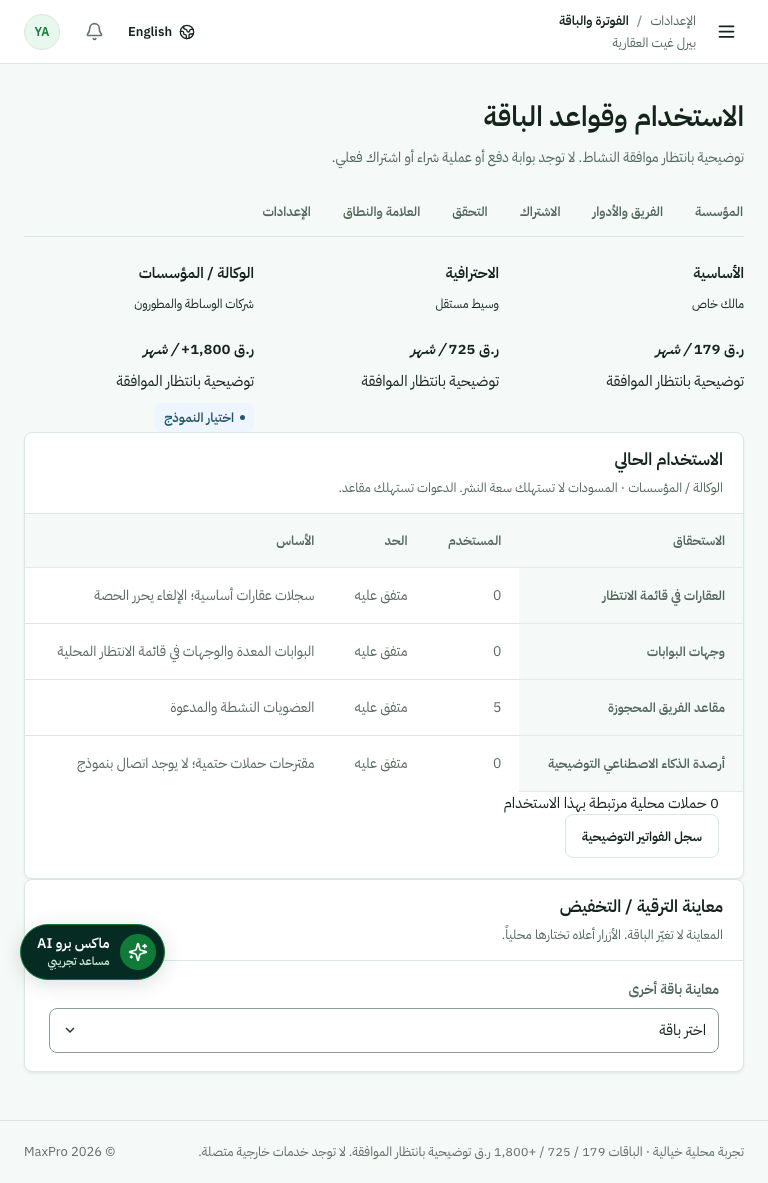 الإعدادات / الفوترة والباقة
بيرل غيت العقارية
English
YA
الاستخدام وقواعد الباقة
توضيحية بانتظار موافقة النشاط. لا توجد بوابة دفع أو عملية شراء أو اشتراك فعلي.
المؤسسة الفريق والأدوار الاشتراك التحقق العلامة والنطاق الإعدادات
الأساسية
مالك خاص
ر.ق 179 / شهر
توضيحية بانتظار الموافقة
الاحترافية
وسيط مستقل
ر.ق 725 / شهر
توضيحية بانتظار الموافقة
الوكالة / المؤسسات
شركات الوساطة والمطورون
ر.ق 1,800+ / شهر
توضيحية بانتظار الموافقة
اختيار النموذج
الاستخدام الحالي
الوكالة / المؤسسات · المسودات لا تستهلك سعة النشر. الدعوات تستهلك مقاعد.
الاستحقاق المستخدم الحد الأساس
العقارات في قائمة الانتظار 0 متفق عليه سجلات عقارات أساسية؛ الإلغاء يحرر الحصة
وجهات البوابات 0 متفق عليه البوابات المعدة والوجهات في قائمة الانتظار المحلية
مقاعد الفريق المحجوزة 5 متفق عليه العضويات النشطة والمدعوة
أرصدة الذكاء الاصطناعي التوضيحية 0 متفق عليه مقترحات حملات حتمية؛ لا يوجد اتصال بنموذج
0 حملات محلية مرتبطة بهذا الاستخدام
سجل الفواتير التوضيحية
معاينة الترقية / التخفيض
المعاينة لا تغيّر الباقة. الأزرار أعلاه تختارها محلياً.
ماكس برو AI
مساعد تجريبي
معاينة باقة أخرى
اختر باقة
تجربة محلية خيالية · الباقات 179 / 725 / +1,800 ر.ق توضيحية بانتظار الموافقة. لا توجد خدمات خارجية متصلة.
© 2026 MaxPro